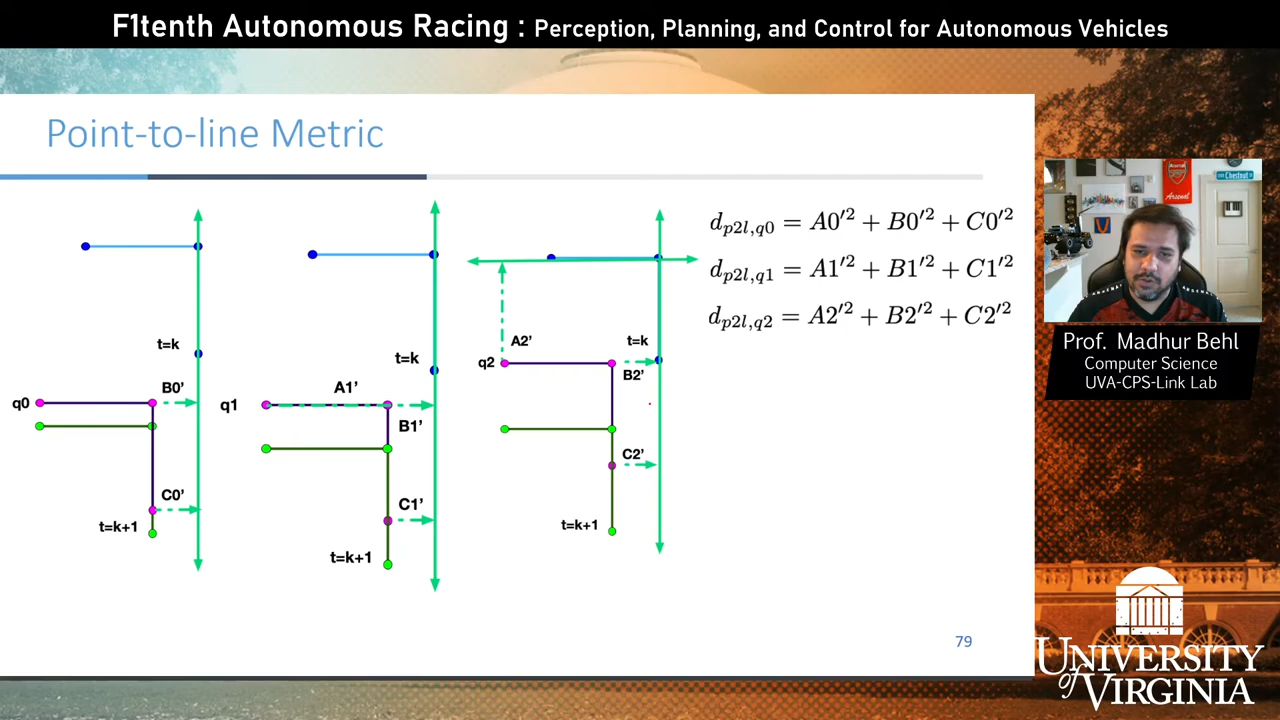 F1tenth Autonomous Racing : Perception, Planning, and Control for Autonomous Vehicles
Point-to-line Metric
t=k
q0
B0′
C0′
t=k+1
t=k
q1
A1′
B1′
C1′
t=k+1
q2
A2′
t=k
B2′
C2′
t=k+1
d_{p2l,q0} = A0′² + B0′² + C0′²
d_{p2l,q1} = A1′² + B1′² + C1′²
d_{p2l,q2} = A2′² + B2′² + C2′²
79
Chestnut
Arsenal
Prof. Madhur Behl
Computer Science
UVA-CPS-Link Lab
UNIVERSITY
of VIRGINIA